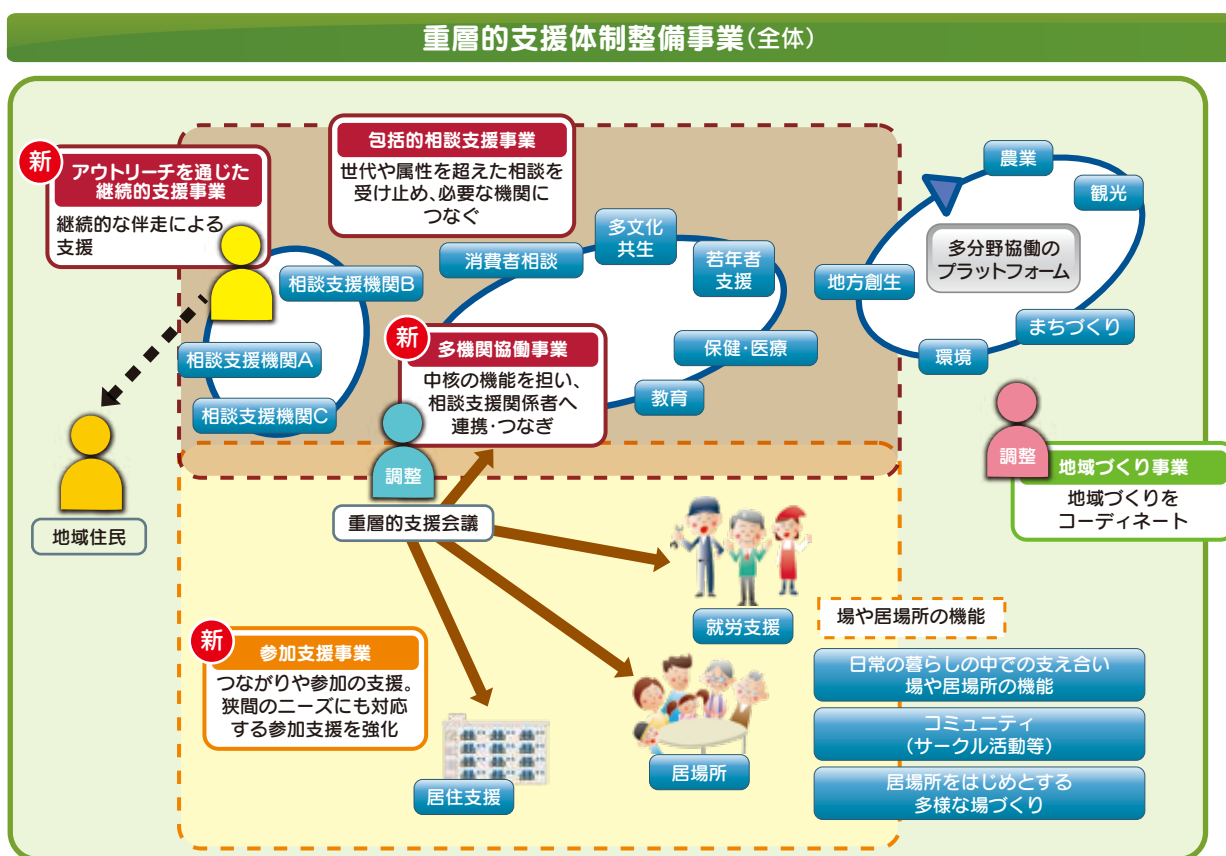 重層的支援体制整備事業(全体)
新
アウトリーチを通じた
継続的支援事業
継続的な伴走による
支援
包括的相談支援事業
世代や属性を超えた相談を
受け止め、必要な機関に
つなぐ
相談支援機関B
相談支援機関A
相談支援機関C
消費者相談
多文化
共生
若年者
支援
保健・医療
教育
新
多機関協働事業
中核の機能を担い、
相談支援関係者へ
連携・つなぎ
農業
観光
多分野協働の
プラットフォーム
地方創生
まちづくり
環境
調整
地域づくり事業
地域づくりを
コーディネート
地域住民
調整
重層的支援会議
就労支援
新
参加支援事業
つながりや参加の支援。
狭間のニーズにも対応
する参加支援を強化
居住支援
居場所
場や居場所の機能
日常の暮らしの中での支え合い
場や居場所の機能
コミュニティ
(サークル活動等)
居場所をはじめとする
多様な場づくり